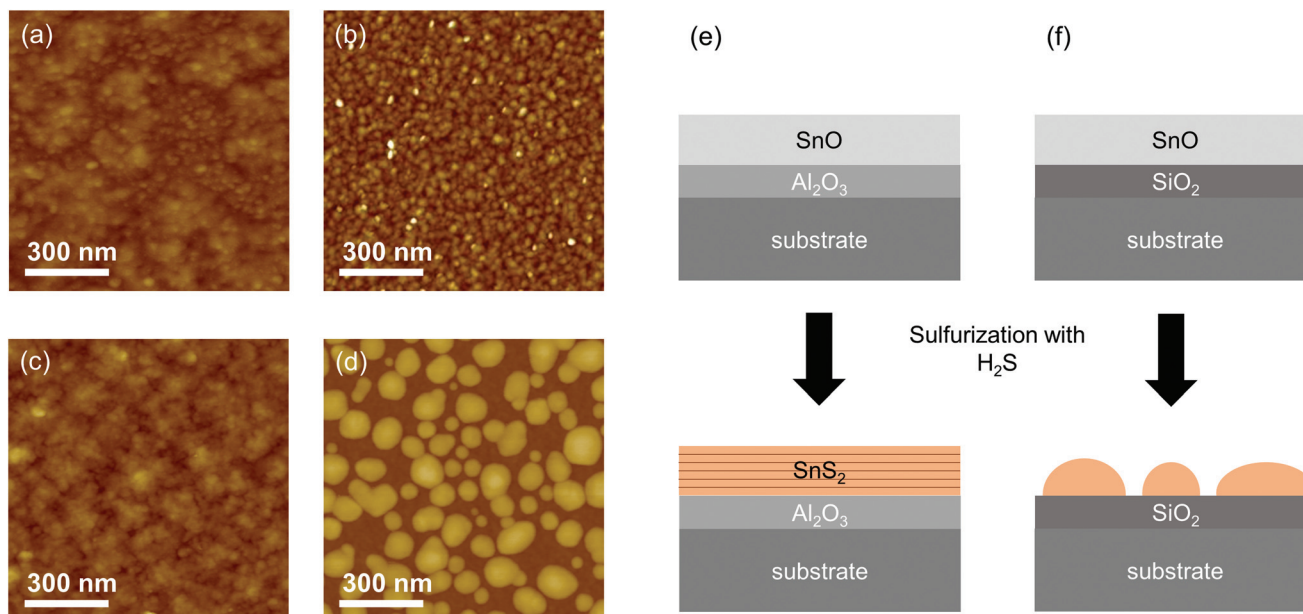 (a)
300 nm
(b)
300 nm
(c)
300 nm
(d)
300 nm
(e)
SnO
Al₂O₃
substrate
(f)
SnO
SiO₂
substrate
Sulfurization with
H₂S
SnS₂
Al₂O₃
substrate
SiO₂
substrate